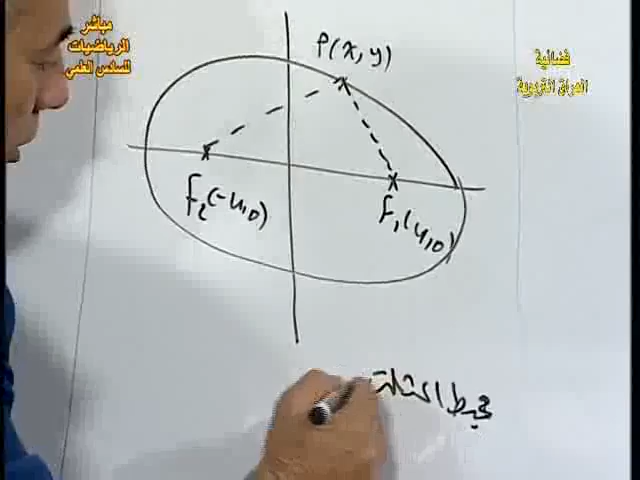 مباشر
الرياضيات
للسادس العلمي
فضائية
العراق التربوية
P(x,y)
F₂(-4,0)
F₁(4,0)
محيط المثلث